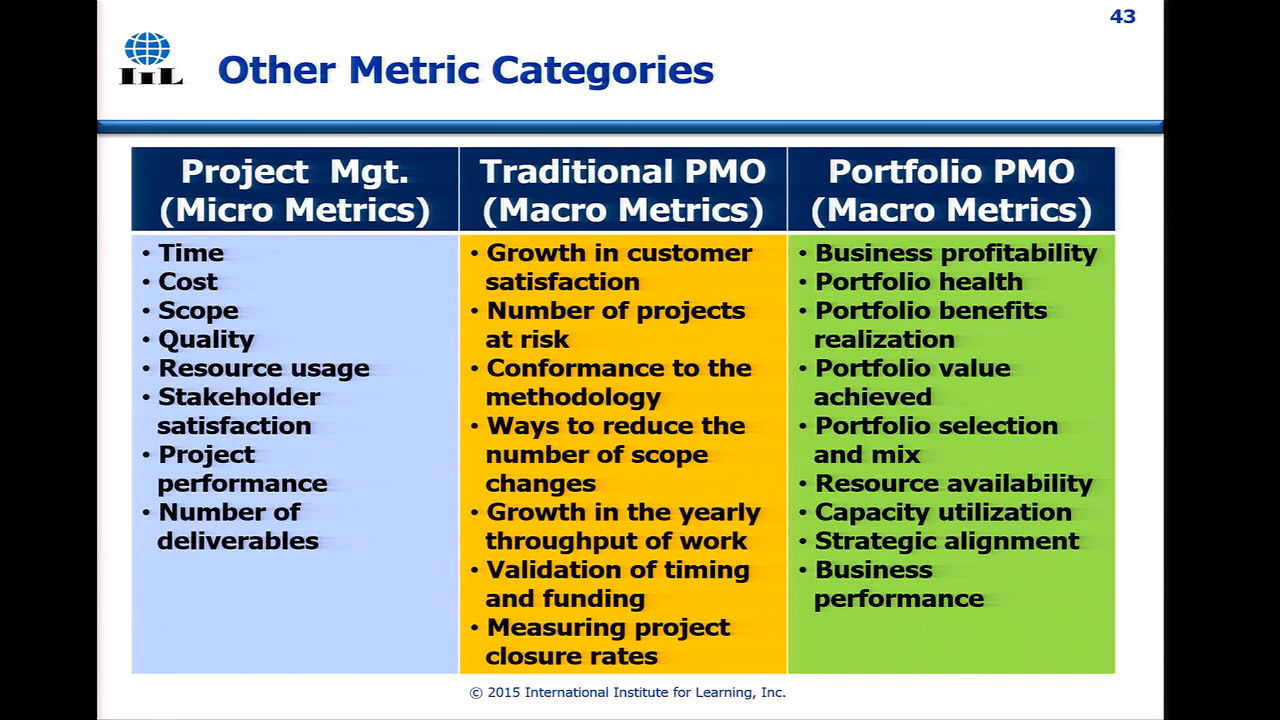 43
IIL
Other Metric Categories
Project Mgt.
(Micro Metrics)
• Time
• Cost
• Scope
• Quality
• Resource usage
• Stakeholder
satisfaction
• Project
performance
• Number of
deliverables
Traditional PMO
(Macro Metrics)
• Growth in customer
satisfaction
• Number of projects
at risk
• Conformance to the
methodology
• Ways to reduce the
number of scope
changes
• Growth in the yearly
throughput of work
• Validation of timing
and funding
• Measuring project
closure rates
Portfolio PMO
(Macro Metrics)
• Business profitability
• Portfolio health
• Portfolio benefits
realization
• Portfolio value
achieved
• Portfolio selection
and mix
• Resource availability
• Capacity utilization
• Strategic alignment
• Business
performance
© 2015 International Institute for Learning, Inc.